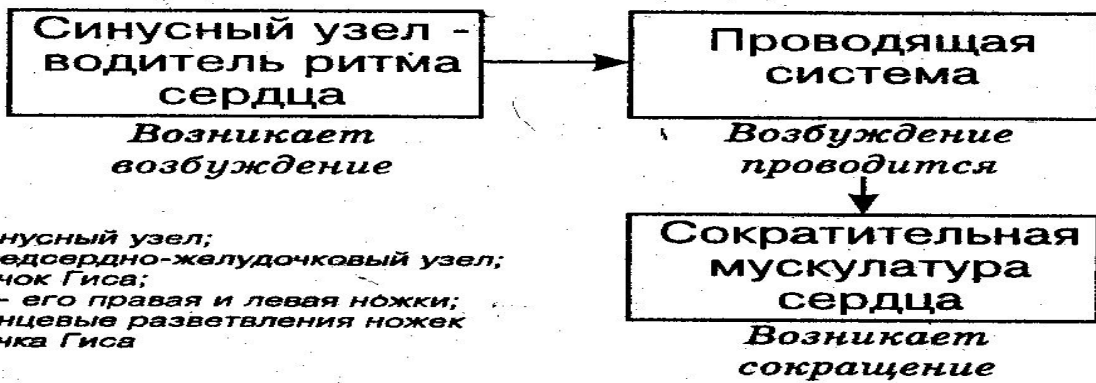 Синусный узел -
водитель ритма
сердца
Возникает
возбуждение
Проводящая
система
Возбуждение
проводится
Сократительная
мускулатура
сердца
Возникает
сокращение
нусный узел;
едсердно-желудочковый узел;
чок Гиса;
- его правая и левая ножки;
нцевые разветвления ножек
чка Гиса